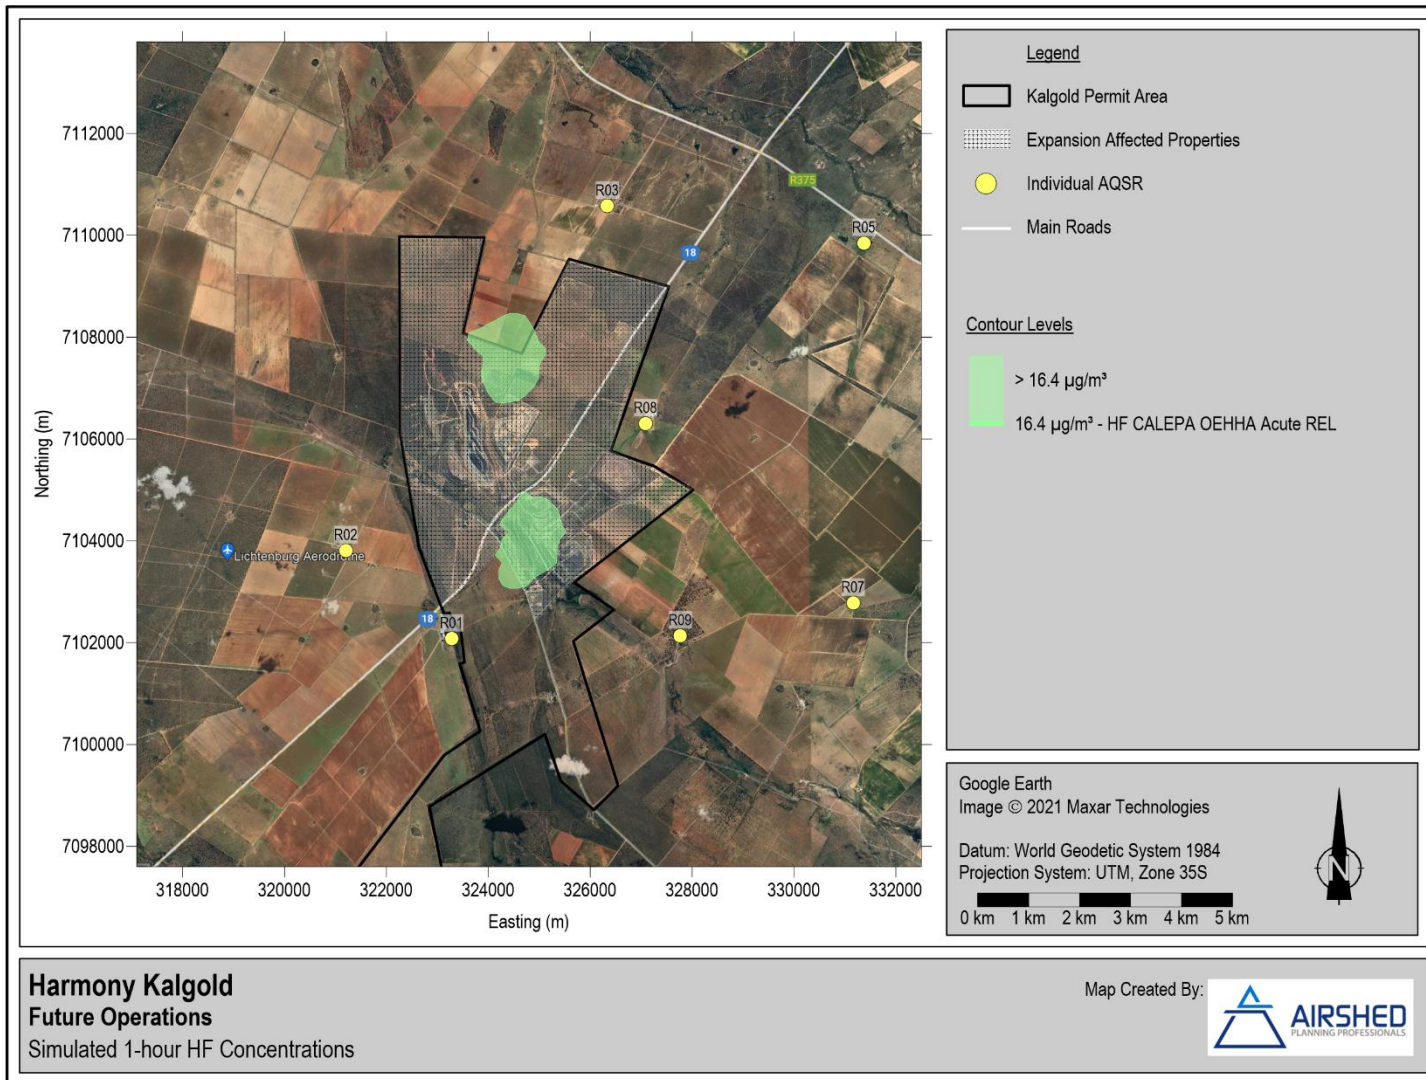 7112000
7110000
7108000
7106000
7104000
7102000
7100000
7098000
Northing (m)
318000 320000 322000 324000 326000 328000 330000 332000
Easting (m)
R375
R03
R05
18
R08
R02
Lichtenburg Aerodrome
R07
18
R01
R09
Legend
Kalgold Permit Area
Expansion Affected Properties
Individual AQSR
Main Roads
Contour Levels
> 16.4 µg/m³
16.4 µg/m³ - HF CALEPA OEHHA Acute REL
Google Earth
Image © 2021 Maxar Technologies
Datum: World Geodetic System 1984
Projection System: UTM, Zone 35S
0 km 1 km 2 km 3 km 4 km 5 km
N
Harmony Kalgold
Future Operations
Simulated 1-hour HF Concentrations
Map Created By:
AIRSHED
PLANNING PROFESSIONALS